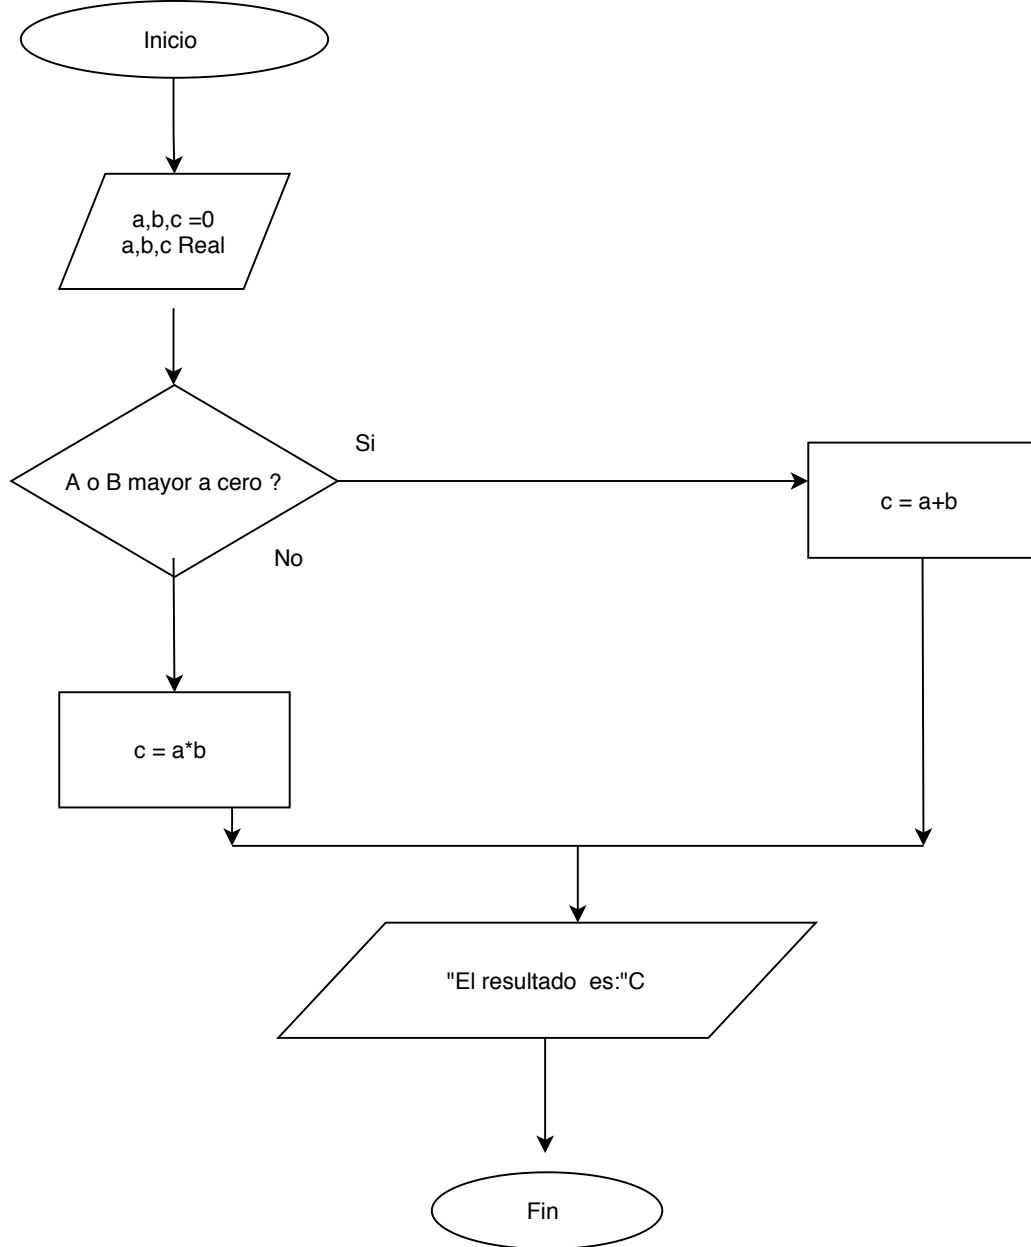 Inicio
a,b,c =0
a,b,c Real
Si
A o B mayor a cero ?
c = a+b
No
c = a*b
"El resultado  es:"C
Fin